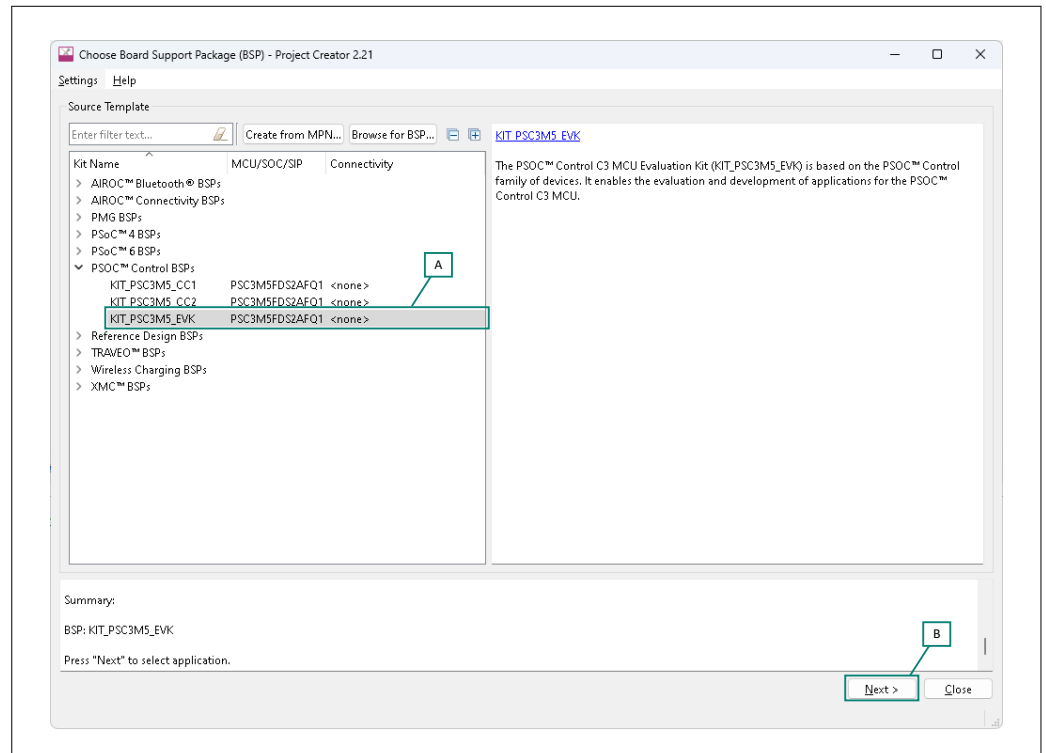 Choose Board Support Package (BSP) - Project Creator 2.21
Settings Help
Source Template
Enter filter text... Create from MPN... Browse for BSP...
Kit Name MCU/SOC/SIP Connectivity
AIROC™ Bluetooth® BSPs
AIROC™ Connectivity BSPs
PMG BSPs
PSoC™ 4 BSPs
PSoC™ 6 BSPs
PSOC™ Control BSPs
KIT_PSC3M5_CC1 PSC3M5FDS2AFQ1 <none>
KIT_PSC3M5_CC2 PSC3M5FDS2AFQ1 <none>
KIT_PSC3M5_EVK PSC3M5FDS2AFQ1 <none>
Reference Design BSPs
TRAVEO™ BSPs
Wireless Charging BSPs
XMC™ BSPs
A
KIT_PSC3M5_EVK
The PSOC™ Control C3 MCU Evaluation Kit (KIT_PSC3M5_EVK) is based on the PSOC™ Control
family of devices. It enables the evaluation and development of applications for the PSOC™
Control C3 MCU.
Summary:
BSP: KIT_PSC3M5_EVK
Press "Next" to select application.
B
Next > Close